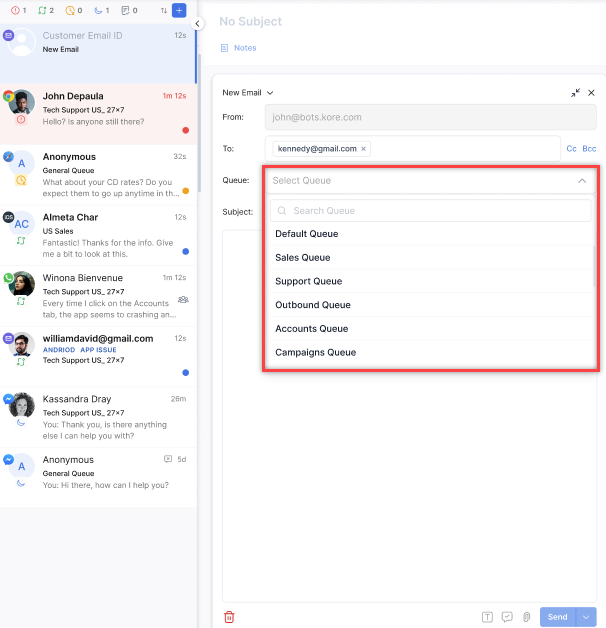 1 2 0 1 0
Customer Email ID 12s
New Email
John Depaula 1m 12s
Tech Support US_ 27x7
Hello? Is anyone still there?
A Anonymous 32s
General Queue
What about your CD rates? Do you
expect them to go up anytime in th...
iOS AC Almeta Char 12s
US Sales
Fantastic! Thanks for the info. Give
me a bit to look at this.
Winona Bienvenue 1m 12s
Tech Support US_ 27x7
Every time I click on the Accounts
tab, the app seems to crashing an...
williamdavid@gmail.com 12s
ANDRIOD APP ISSUE
Tech Support US_ 27x7
Kassandra Dray 26m
Tech Support US_ 27x7
You: Thank you, is there anything
else I can help you with?
A Anonymous 5d
General Queue
You: Hi there, how can I help you?
No Subject
Notes
New Email
From: john@bots.kore.com
To: kennedy@gmail.com × Cc Bcc
Queue: Select Queue
Search Queue
Subject:
Default Queue
Sales Queue
Support Queue
Outbound Queue
Accounts Queue
Campaigns Queue
T Send